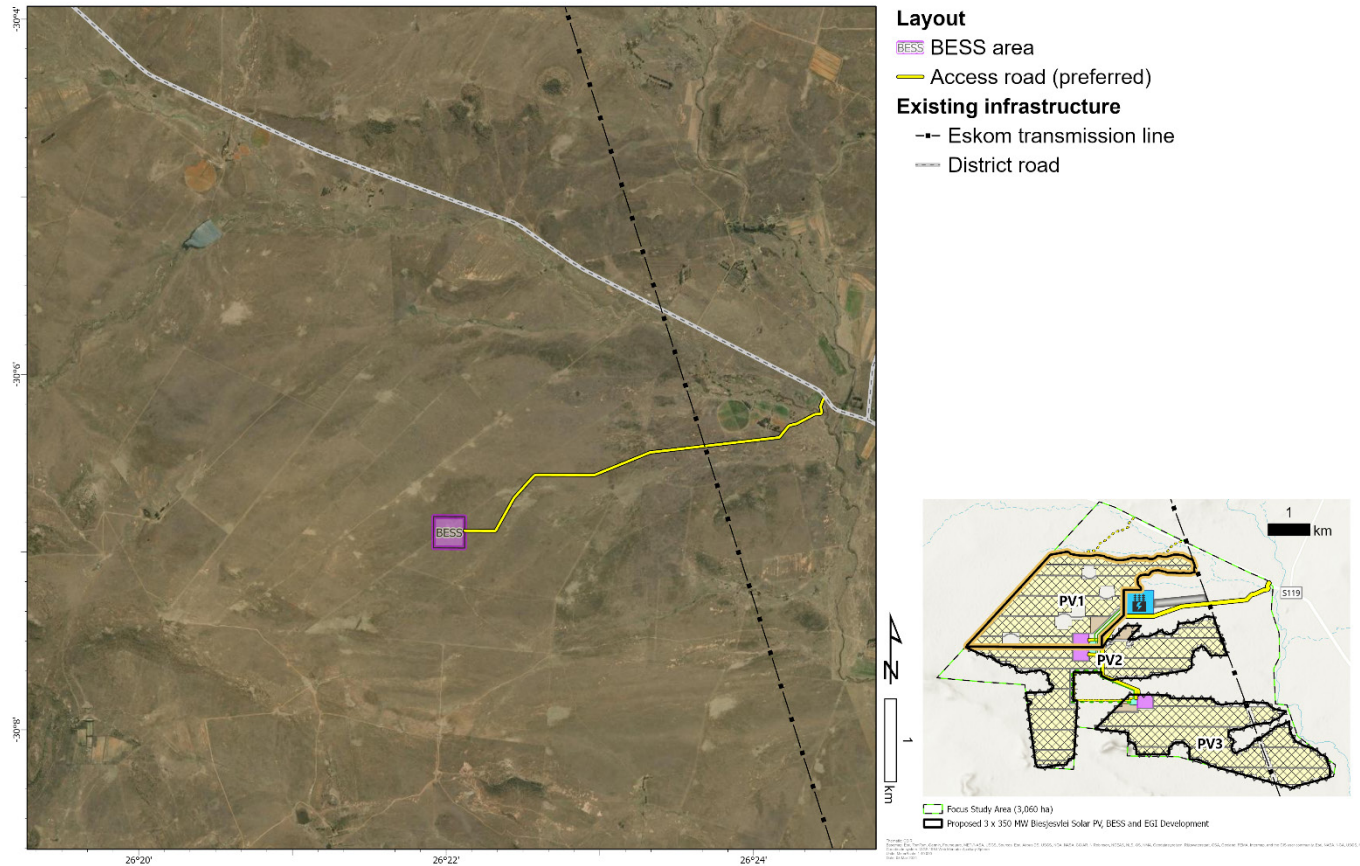 Layout
BESS BESS area
Access road (preferred)
Existing infrastructure
Eskom transmission line
District road
-30°4'
-30°6'
-30°8'
26°20'
26°22'
26°24'
BESS
N
1
km
1
km
PV1
PV2
PV3
S119
Focus Study Area (3,060 ha)
Proposed 3 x 350 MW Biesjesvlei Solar PV, BESS and EGI Development